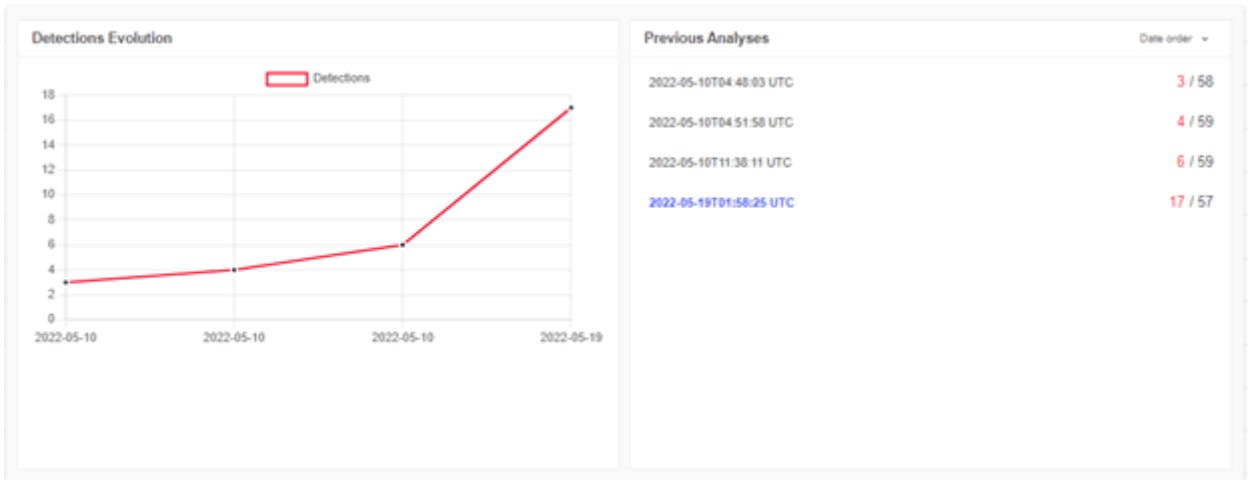 Detections Evolution
Detections
18
16
14
12
10
8
6
4
2
0
2022-05-10 2022-05-10 2022-05-10 2022-05-19
Previous Analyses Date order
2022-05-10T04:48:03 UTC 3 / 58
2022-05-10T04:51:58 UTC 4 / 59
2022-05-10T11:38:11 UTC 6 / 59
2022-05-19T01:58:25 UTC 17 / 57